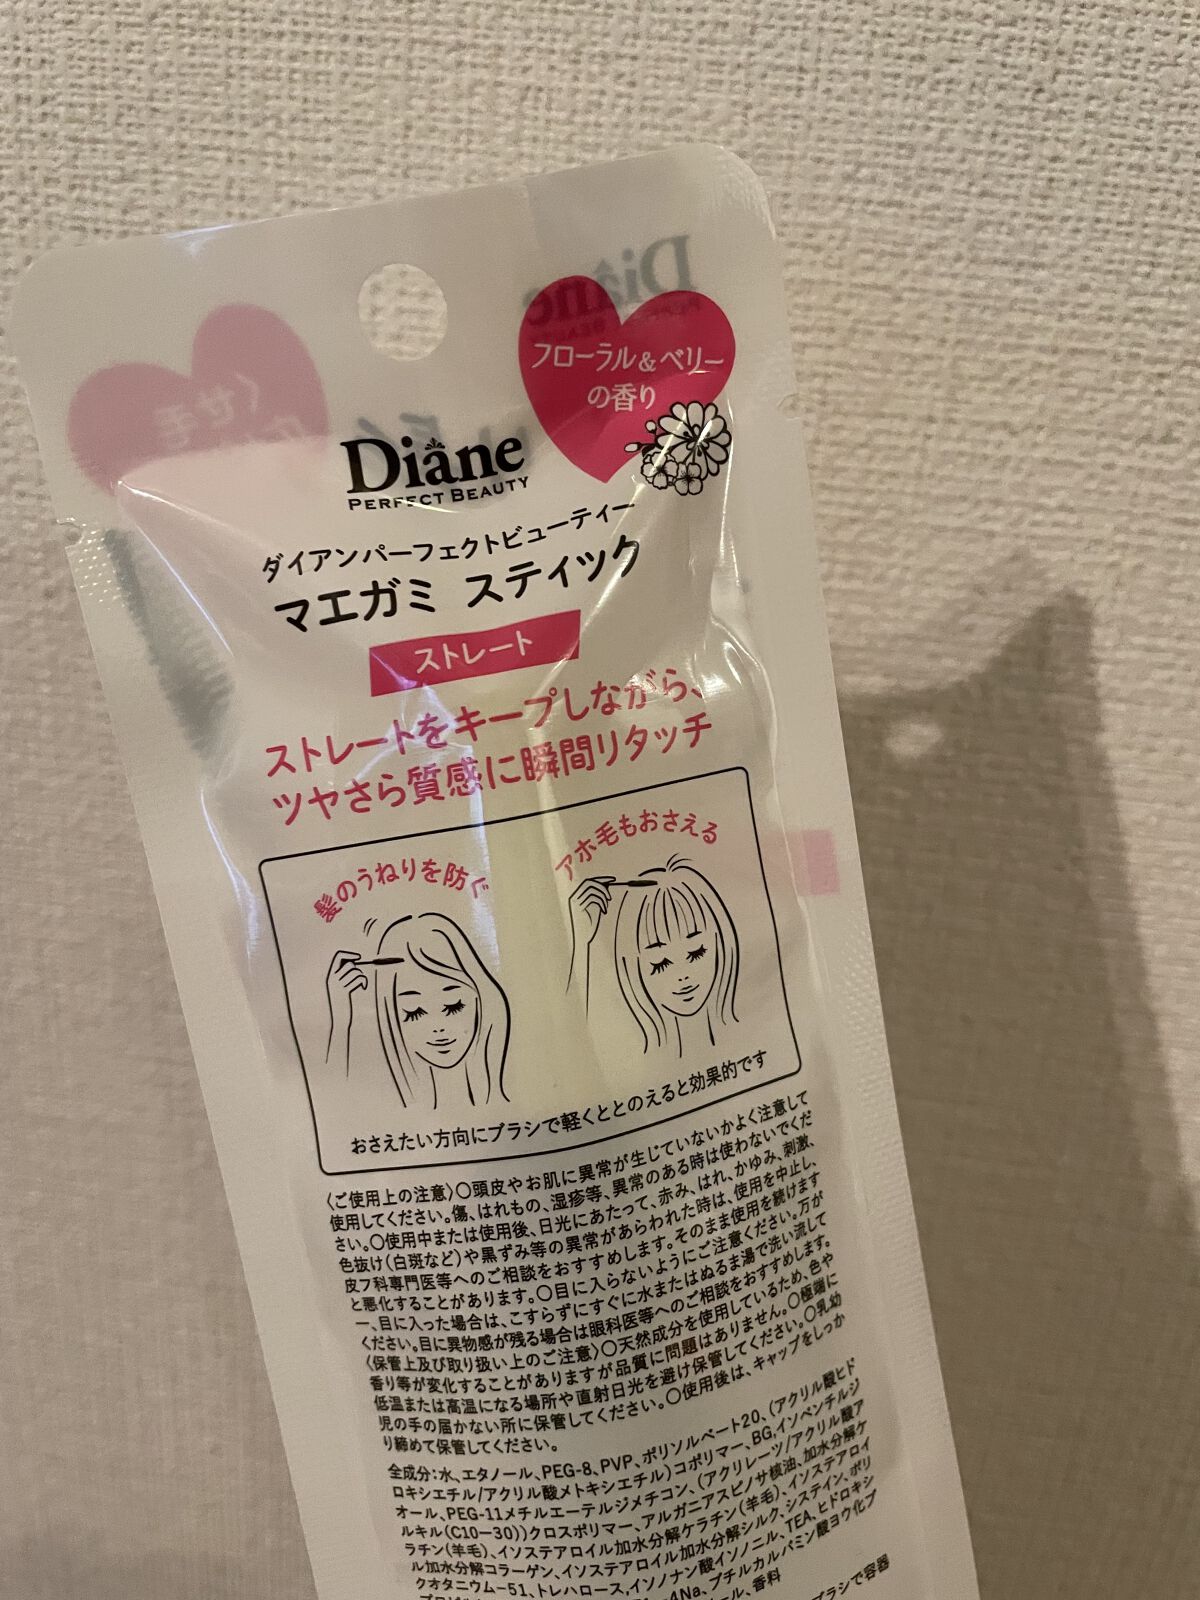 Diane
フローラル&ベリー
の香り
Diane
PERFECT BEAUTY
ダイアンパーフェクトビューティー
マエガミ スティック
ストレート
ストレートをキープしながら、
ツヤさら質感に瞬間リタッチ
髪のうねりを防ぐ
アホ毛もおさえる
おさえたい方向にブラシで軽くととのえると効果的です
〈ご使用上の注意〉○頭皮やお肌に異常が生じていないかよく注意して
使用してください。傷、はれもの、湿疹等、異常のある時は使わないでくだ
さい。○使用中または使用後、日光にあたって、赤み、はれ、かゆみ、刺激、
色抜け(白斑など)や黒ずみ等の異常があらわれた時は、使用を中止し、
皮フ科専門医等へのご相談をおすすめします。そのまま使用を続けます
と悪化することがあります。○目に入らないようにご注意ください。万が
一、目に入った場合は、こすらずにすぐに水またはぬるま湯で洗い流して
ください。目に異物感が残る場合は眼科医等へのご相談をおすすめします。
〈保管上及び取り扱い上のご注意〉○天然成分を使用しているため、色や
香り等が変化することがありますが品質に問題はありません。○極端に
低温または高温になる場所や直射日光を避け保管してください。○乳幼
児の手の届かない所に保管してください。○使用後は、キャップをしっか
り締めて保管してください。
全成分:水、エタノール、PEG-8、PVP、ポリソルベート20、(アクリル酸ヒド
ロキシエチル/アクリル酸メトキシエチル)コポリマー、BG、イソペンチルジ
オール、PEG-11メチルエーテルジメチコン、(アクリレーツ/アクリル酸ア
ルキル(C10-30))クロスポリマー、アルガニアスピノサ核油、加水分解ケ
ラチン(羊毛)、イソステアロイル加水分解ケラチン(羊毛)、イソステアロイ
ル加水分解コラーゲン、イソステアロイル加水分解シルク、システイン、ポリ
クオタニウム-51、トレハロース、イソノナン酸イソノニル、TEA、ヒドロキシ
4Na、ブチルカルバミン酸ヨウ化プ
ール、香料
ブラシで容器